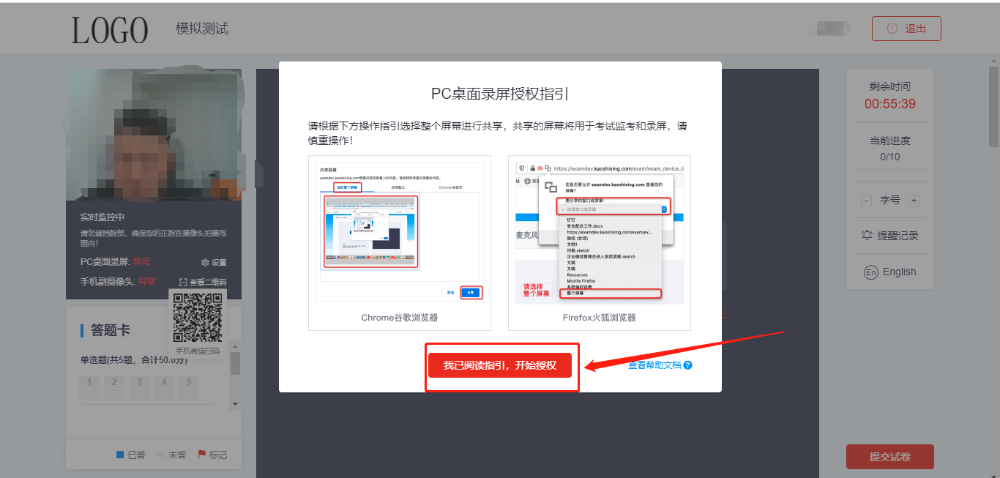 LOGO
模拟测试
退出
实时监控中
请勿遮挡脸部，确保您的正脸在摄像头拍摄范
围内！
PC桌面录屏: 异常
设置
手机副摄像头: 异常
查看二维码
手机微信扫码
答题卡
单选题(共5题，合计50.0分)
1 2 3 4 5
已答 未答 标记
PC桌面录屏授权指引
请根据下方操作指引选择整个屏幕进行共享，共享的屏幕将用于考试监考和录屏，请
慎重操作！
共享屏幕
examdev.kaoshixing.com想要共享您屏幕上的内容。请选择您希望共享哪些内容。
您的整个屏幕 应用窗口 Chrome 标签页
取消 分享
Chrome谷歌浏览器
https://examdev.kaoshixing.com/exam/exam_device_d
您是否要允许 examdev.kaoshixing.com 查看您的
屏幕？
要分享的窗口或屏幕:
选择窗口或屏幕
钉钉
安全配合工作.docx
https://examdev.kaoshixing.com/exam/ex...
微信 (会话)
文档1
问卷.sketch
企业微信管理员进入系统流程.sketch
文稿
文稿
Resources
Mozilla Firefox
系统偏好设置
整个屏幕
麦克风
请选择
整个屏幕
Firefox火狐浏览器
我已阅读指引，开始授权
查看帮助文档
剩余时间
00:55:39
当前进度
0/10
- 字号 +
提醒记录
En English
提交试卷